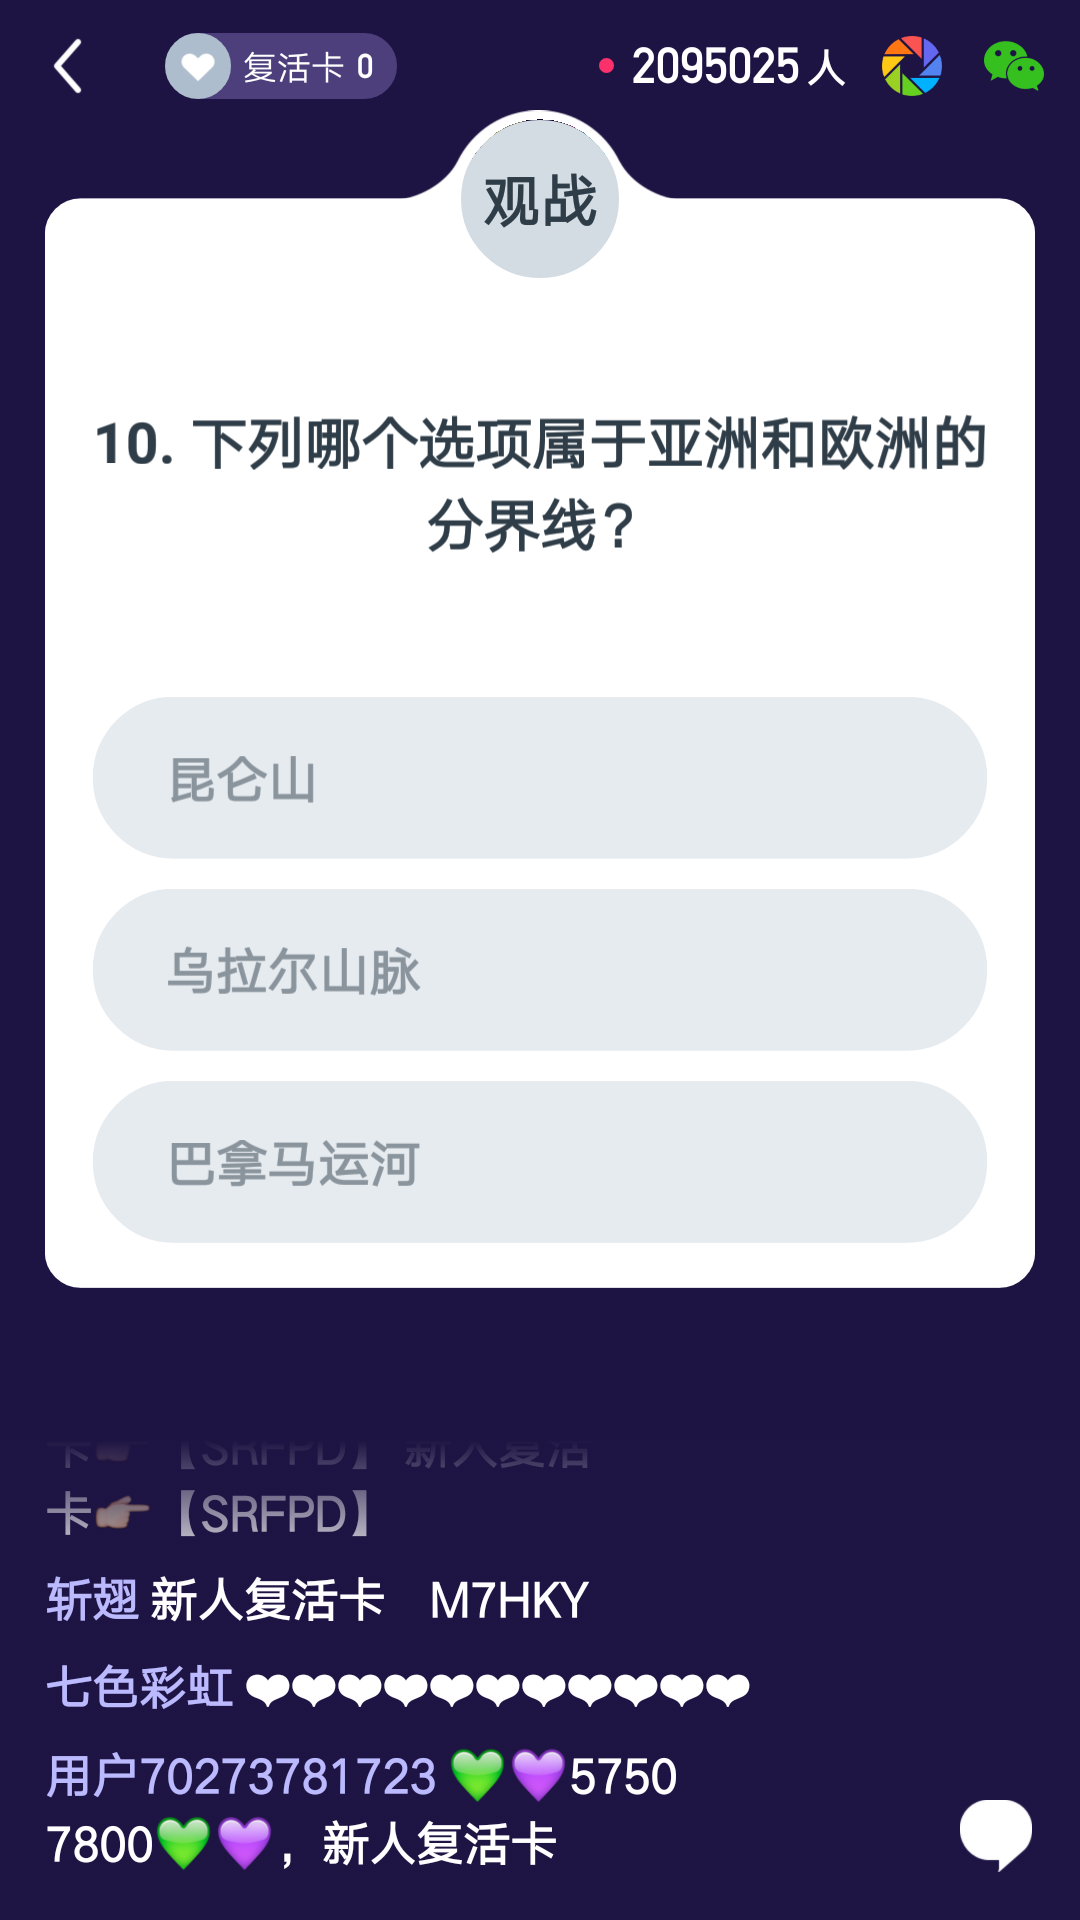 复活卡 0
2095025 人
观战
10. 下列哪个选项属于亚洲和欧洲的
分界线？
昆仑山
乌拉尔山脉
巴拿马运河
卡👉 【SRFPD】 新人复活
卡👉 【SRFPD】
斩翅 新人复活卡 M7HKY
七色彩虹 ❤❤❤❤❤❤❤❤❤❤❤
用户70273781723 💚💜5750
7800💚💜，新人复活卡